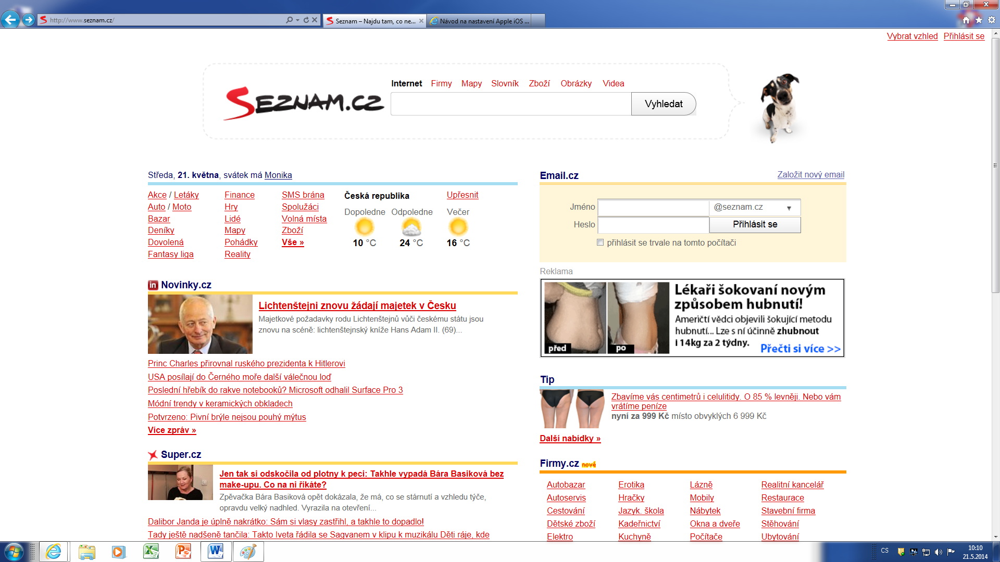 http://www.seznam.cz/
Seznam – Najdu tam, co ne...
Návod na nastavení Apple iOS ...
Vybrat vzhled Přihlásit se
Internet Firmy Mapy Slovník Zboží Obrázky Videa
SEZNAM.CZ
Vyhledat
Středa, 21. května, svátek má Monika
Akce / Letáky Finance SMS brána
Auto / Moto Hry Spolužáci
Bazar Lidé Volná místa
Deníky Mapy Zboží
Dovolená Pohádky Vše »
Fantasy liga Reality
Česká republika Upřesnit
Dopoledne Odpoledne Večer
10 °C 24 °C 16 °C
Email.cz Založit nový email
Jméno @seznam.cz
Heslo Přihlásit se
přihlásit se trvale na tomto počítači
Reklama
Lékaři šokovaní novým
způsobem hubnutí!
Američtí vědci objevili šokující metodu
hubnutí... Lze s ní účinně zhubnout
i 14kg za 2 týdny.
Přečti si více >>
před po
in Novinky.cz
Lichtenštejni znovu žádají majetek v Česku
Majetkové požadavky rodu Lichtenštejnů vůči českému státu jsou
znovu na scéně: lichtenštejnský kníže Hans Adam II. (69)...
Princ Charles přirovnal ruského prezidenta k Hitlerovi
USA posílají do Černého moře další válečnou loď
Poslední hřebík do rakve notebooků? Microsoft odhalil Surface Pro 3
Módní trendy v keramických obkladech
Potvrzeno: Pivní brýle nejsou pouhý mýtus
Více zpráv »
Tip
Zbavíme vás centimetrů i celulitidy. O 85 % levněji. Nebo vám
vrátíme peníze
nyní za 999 Kč místo obvyklých 6 999 Kč
Další nabídky »
Super.cz
Jen tak si odskočila od plotny k peci: Takhle vypadá Bára Basiková bez
make-upu. Co na ni říkáte?
Zpěvačka Bára Basiková opět dokázala, že má, co se stárnutí a vzhledu týče,
opravdu velký nadhled. Vyrazila na otevření...
Dalibor Janda je úplně nakrátko: Sám si vlasy zastřihl, a takhle to dopadlo!
Tady ještě nadšeně tančila: Takto Iveta řádila se Sagvanem v klipu k muzikálu Děti ráje, kde
Firmy.cz nové
Autobazar Erotika Lázně Realitní kancelář
Autoservis Hračky Mobily Restaurace
Cestování Jazyk. škola Nábytek Stavební firma
Dětské zboží Kadeřnictví Okna a dveře Stěhování
Elektro Kuchyně Počítače Ubytování
CS
10:10
21.5.2014